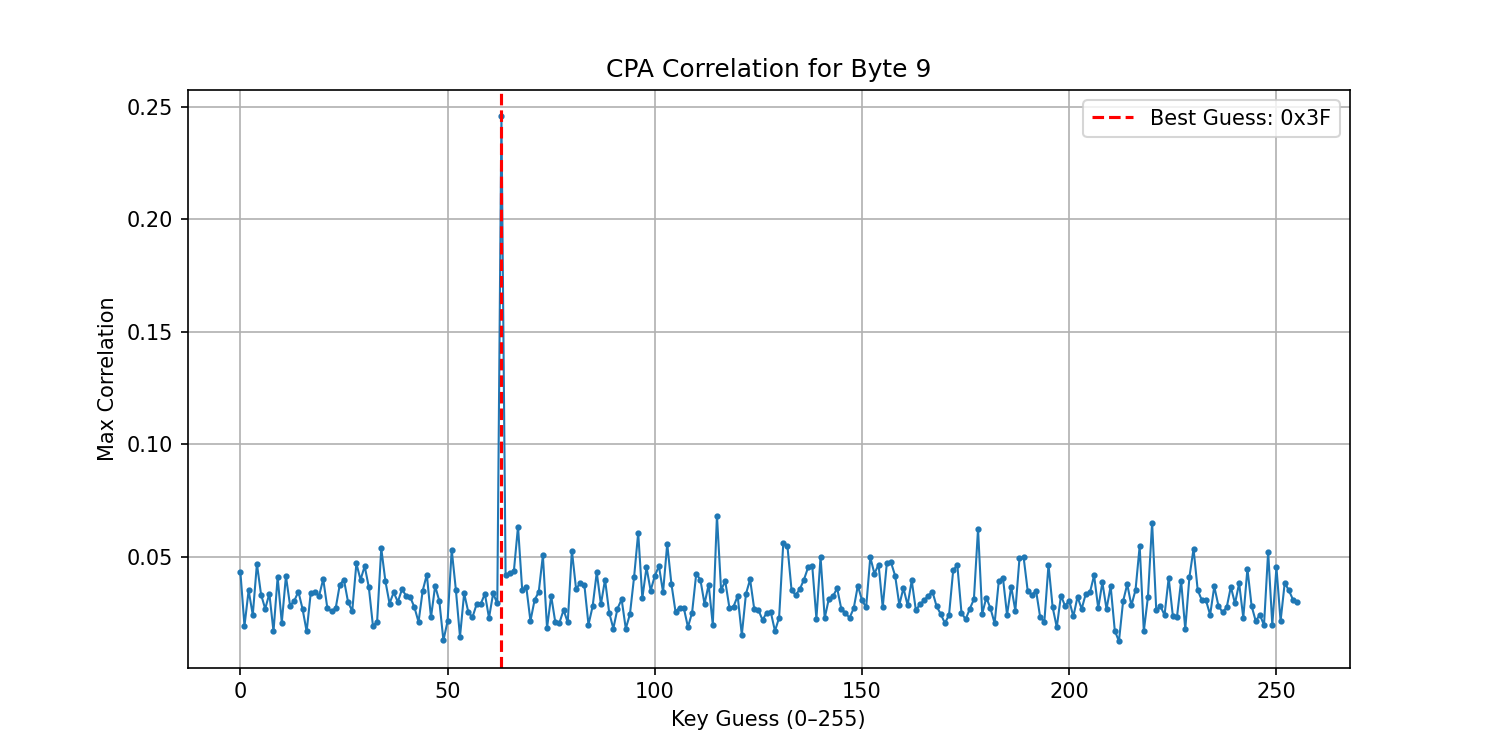 CPA Correlation for Byte 9
Best Guess: 0x3F
Max Correlation
0.25
0.20
0.15
0.10
0.05
0 50 100 150 200 250
Key Guess (0–255)